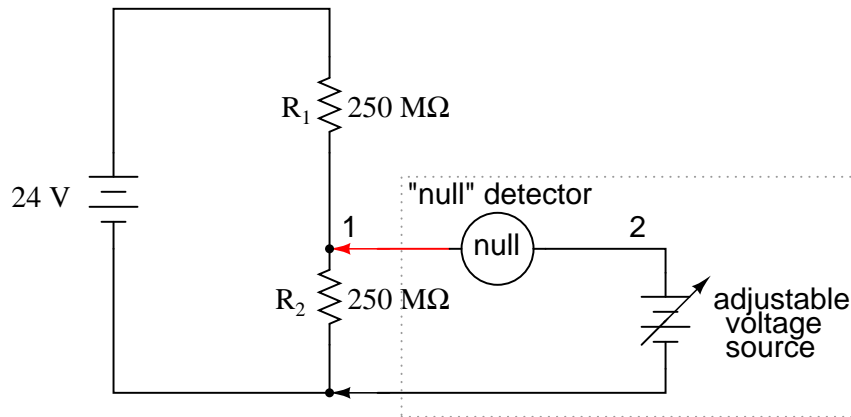 R₁ 250 MΩ
24 V
"null" detector
1
null
2
R₂ 250 MΩ
adjustable
voltage
source